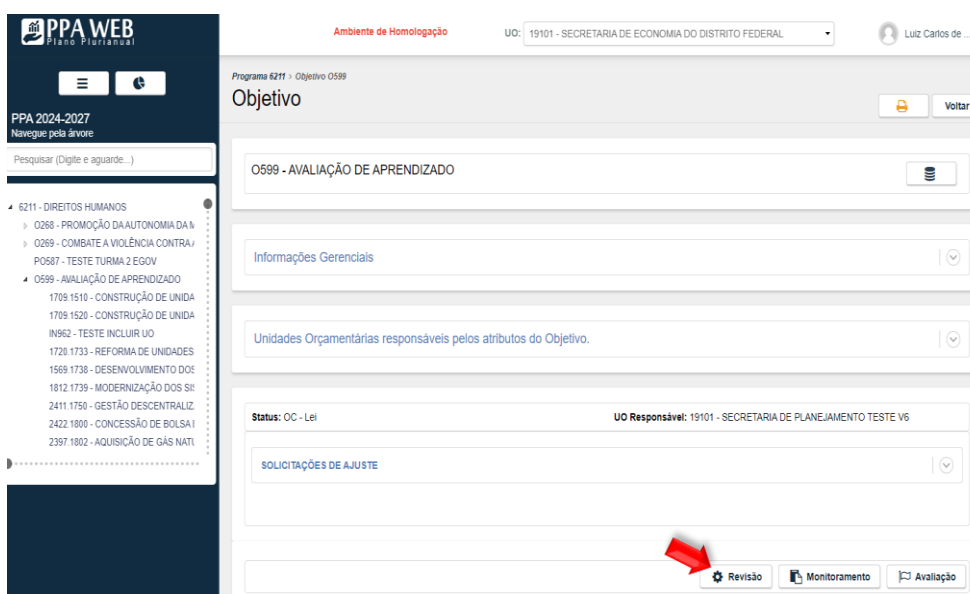 PPA WEB
Plano Plurianual
Ambiente de Homologação
UO: 19101 - SECRETARIA DE ECONOMIA DO DISTRITO FEDERAL
Luiz Carlos de ...
PPA 2024-2027
Navegue pela árvore
Pesquisar (Digite e aguarde...)
6211 - DIREITOS HUMANOS
O268 - PROMOÇÃO DA AUTONOMIA DA M
O269 - COMBATE A VIOLÊNCIA CONTRA A
PO587 - TESTE TURMA 2 EGOV
O599 - AVALIAÇÃO DE APRENDIZADO
1709.1510 - CONSTRUÇÃO DE UNIDA
1709.1520 - CONSTRUÇÃO DE UNIDA
IN962 - TESTE INCLUIR UO
1720.1733 - REFORMA DE UNIDADES
1569.1738 - DESENVOLVIMENTO DOS
1812.1739 - MODERNIZAÇÃO DOS SIS
2411.1750 - GESTÃO DESCENTRALIZ.
2422.1800 - CONCESSÃO DE BOLSA I
2397.1802 - AQUISIÇÃO DE GÁS NATU
Programa 6211 > Objetivo O599
Objetivo
Voltar
O599 - AVALIAÇÃO DE APRENDIZADO
Informações Gerenciais
Unidades Orçamentárias responsáveis pelos atributos do Objetivo.
Status: OC - Lei
UO Responsável: 19101 - SECRETARIA DE PLANEJAMENTO TESTE V6
SOLICITAÇÕES DE AJUSTE
Revisão
Monitoramento
Avaliação